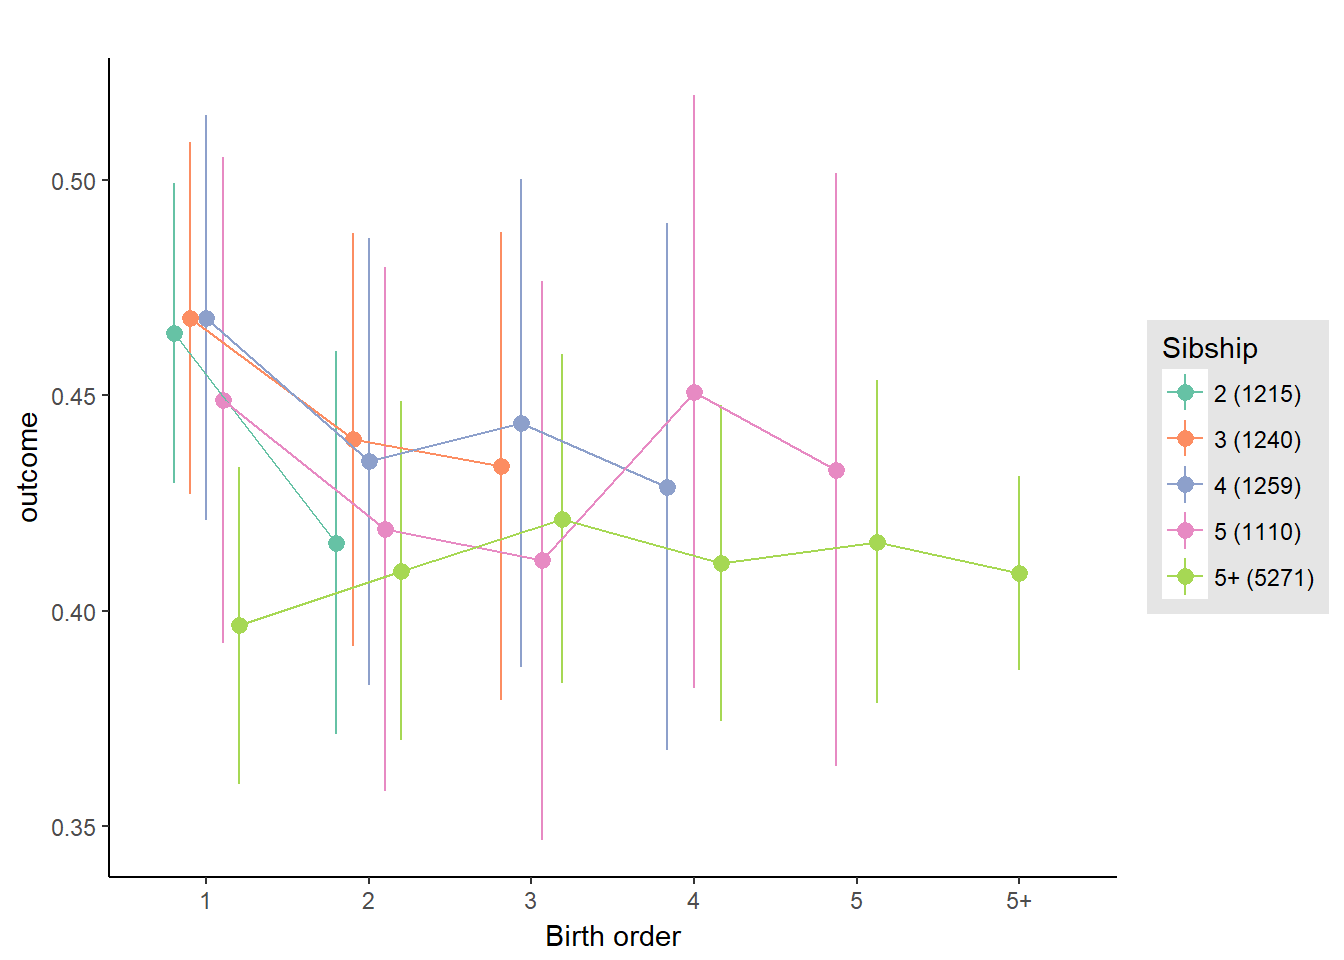 0.50
0.45
0.40
0.35
outcome
1 2 3 4 5 5+
Birth order
Sibship
2 (1215)
3 (1240)
4 (1259)
5 (1110)
5+ (5271)